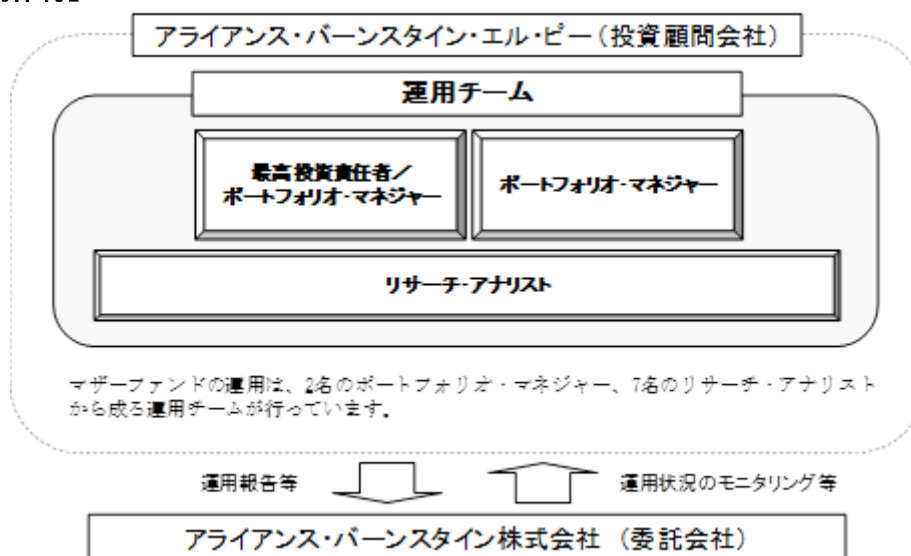 アライアンス・バーンスタイン・エル・ピー（投資顧問会社）
運用チーム
最高投資責任者／
ポートフォリオ・マネジャー
ポートフォリオ・マネジャー
リサーチ・アナリスト
マザーファンドの運用は、2名のポートフォリオ・マネジャー、7名のリサーチ・アナリスト
から成る運用チームが行っています。
運用報告等
運用状況のモニタリング等
アライアンス・バーンスタイン株式会社（委託会社）